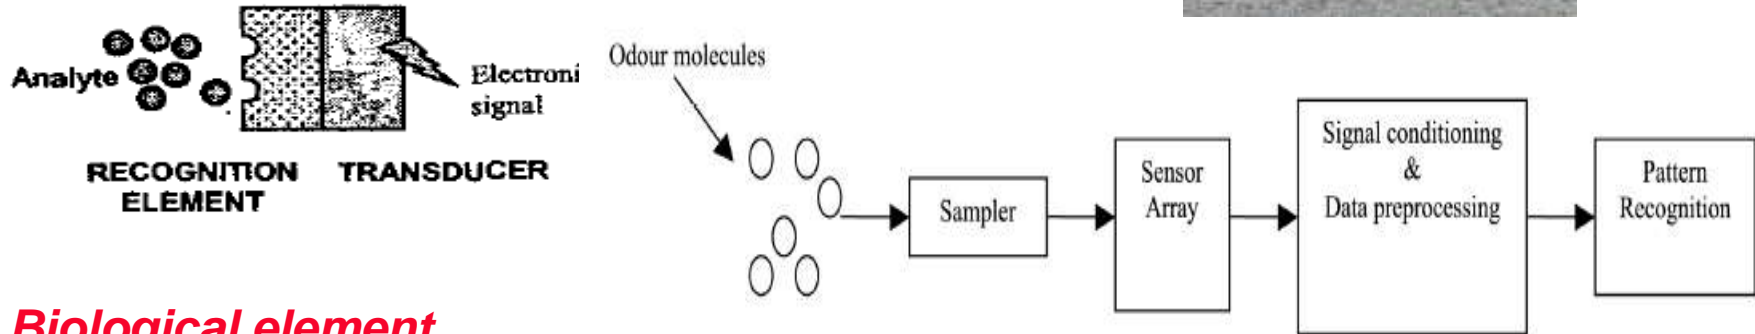 Analyte
Electroni
signal
RECOGNITION TRANSDUCER
ELEMENT
Odour molecules
Sampler
Sensor
Array
Signal conditioning
&
Data preprocessing
Pattern
Recognition
Biological element